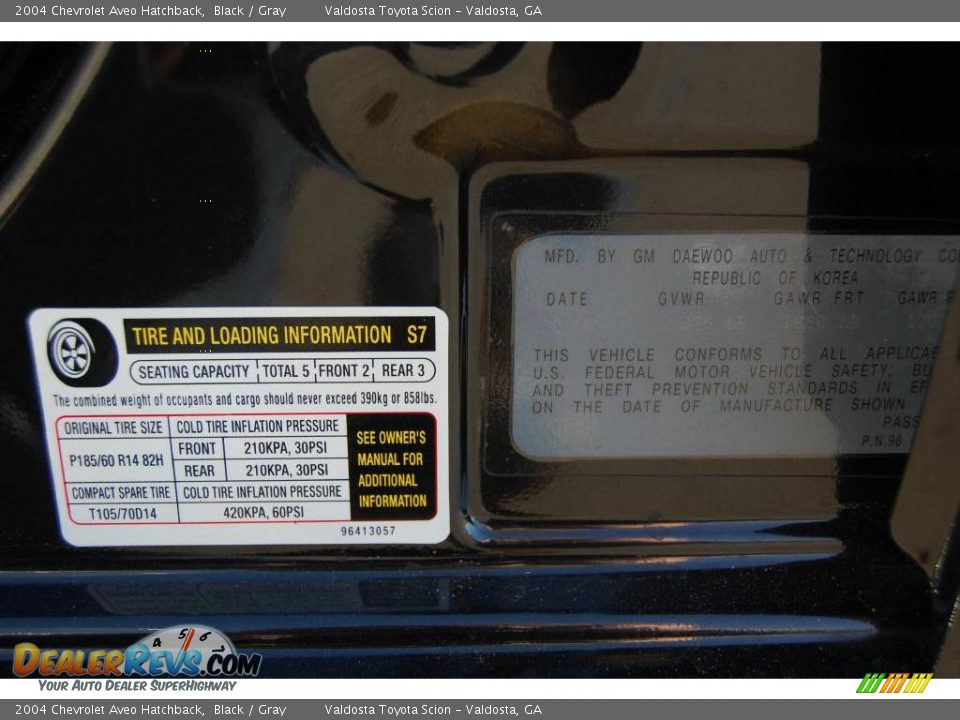 2004 Chevrolet Aveo Hatchback, Black / Gray Valdosta Toyota Scion - Valdosta, GA
MFD. BY GM DAEWOO AUTO & TECHNOLOGY
REPUBLIC OF KOREA
DATE GVWR GAWR FRT GAWR
THIS VEHICLE CONFORMS TO ALL
U.S. FEDERAL MOTOR VEHICLE SAFETY,
AND THEFT PREVENTION STANDARDS IN
ON THE DATE OF MANUFACTURE SHOWN
P.N.96
TIRE AND LOADING INFORMATION S7
SEATING CAPACITY TOTAL 5 FRONT 2 REAR 3
The combined weight of occupants and cargo should never exceed 390kg or 858lbs.
ORIGINAL TIRE SIZE COLD TIRE INFLATION PRESSURE
P185/60 R14 82H
FRONT 210KPA, 30PSI
REAR 210KPA, 30PSI
COMPACT SPARE TIRE COLD TIRE INFLATION PRESSURE
T105/70D14 420KPA, 60PSI
SEE OWNER'S
MANUAL FOR
ADDITIONAL
INFORMATION
96413057
4 5 6
DEALERREVS.COM
YOUR AUTO DEALER SUPERHIGHWAY
2004 Chevrolet Aveo Hatchback, Black / Gray Valdosta Toyota Scion - Valdosta, GA